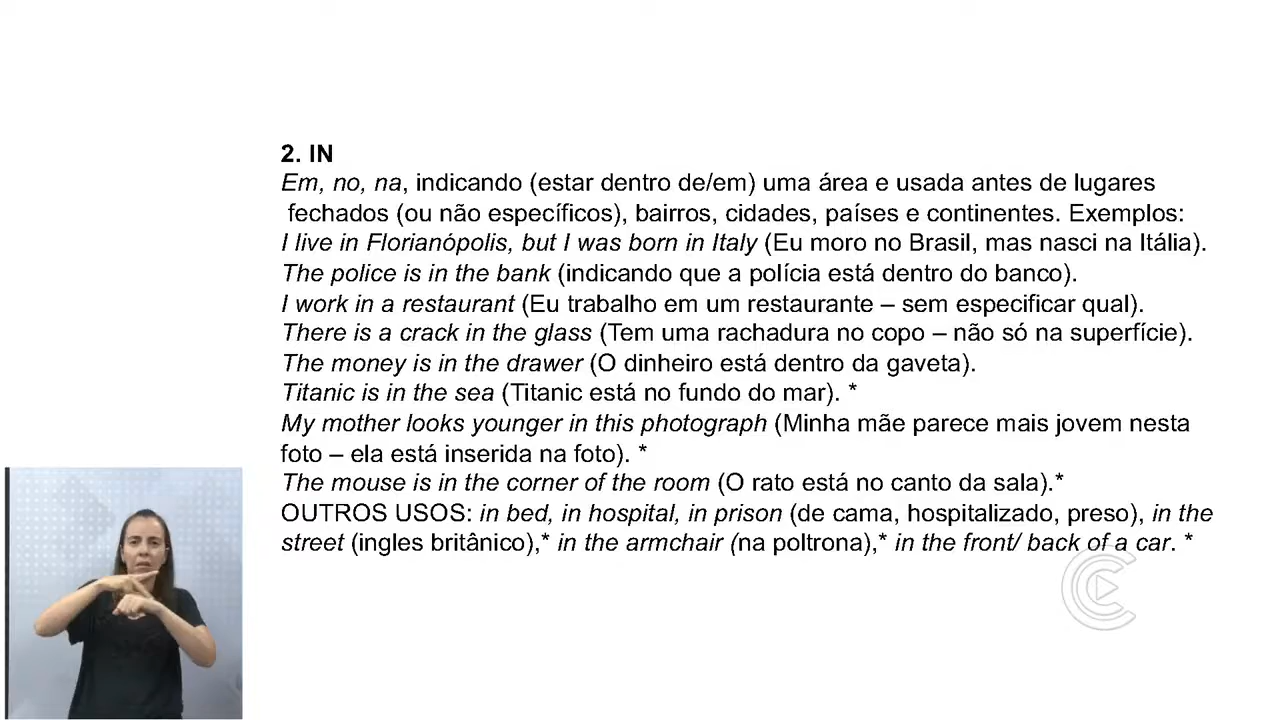 2. IN
Em, no, na, indicando (estar dentro de/em) uma área e usada antes de lugares
fechados (ou não específicos), bairros, cidades, países e continentes. Exemplos:
I live in Florianópolis, but I was born in Italy (Eu moro no Brasil, mas nasci na Itália).
The police is in the bank (indicando que a polícia está dentro do banco).
I work in a restaurant (Eu trabalho em um restaurante – sem especificar qual).
There is a crack in the glass (Tem uma rachadura no copo – não só na superfície).
The money is in the drawer (O dinheiro está dentro da gaveta).
Titanic is in the sea (Titanic está no fundo do mar). *
My mother looks younger in this photograph (Minha mãe parece mais jovem nesta
foto – ela está inserida na foto). *
The mouse is in the corner of the room (O rato está no canto da sala).*
OUTROS USOS: in bed, in hospital, in prison (de cama, hospitalizado, preso), in the
street (ingles britânico),* in the armchair (na poltrona),* in the front/ back of a car. *